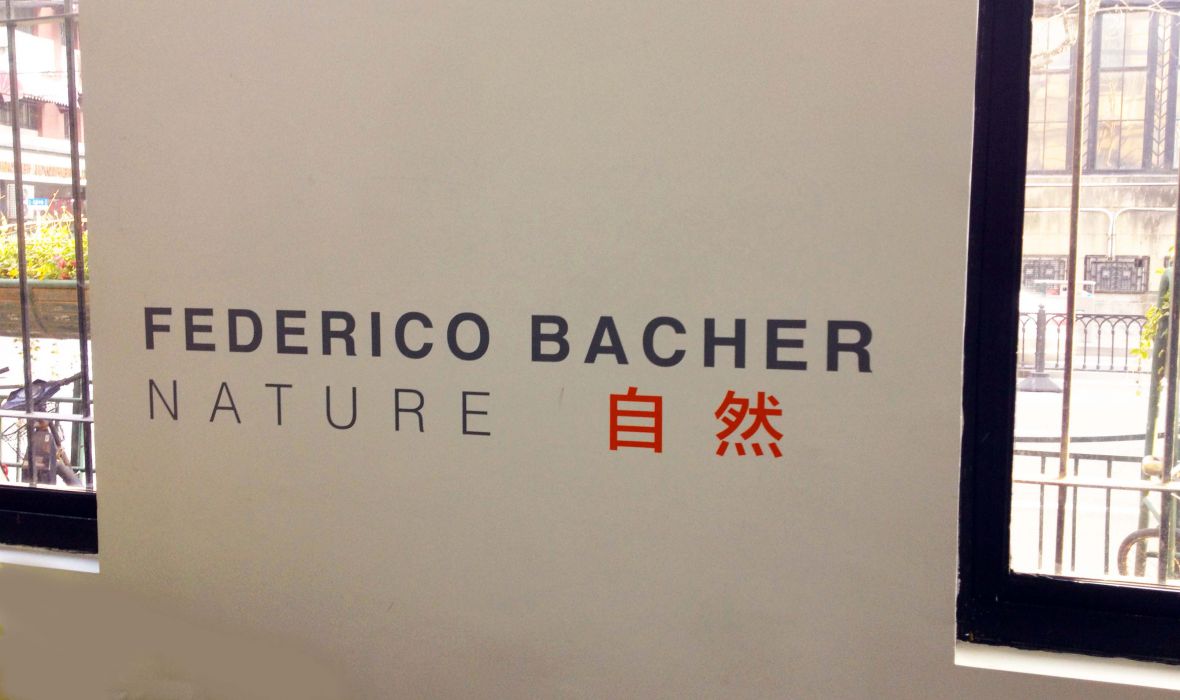 FEDERICO BACHER
NATURE 自然